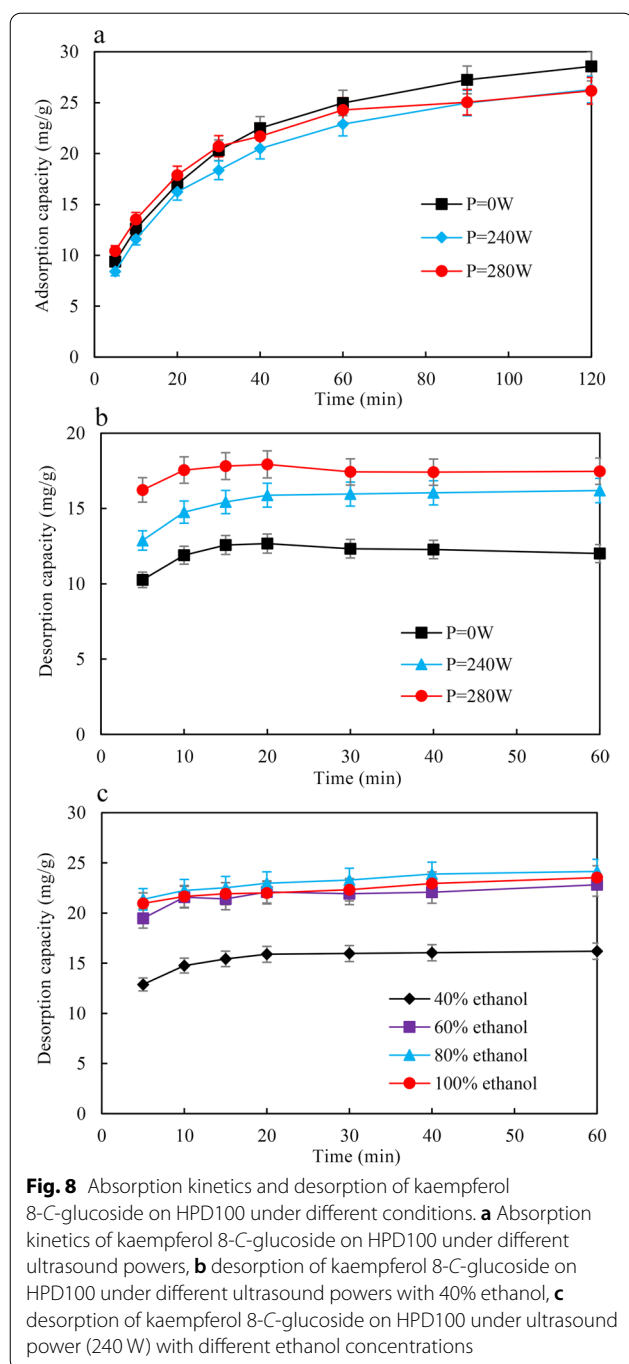 a
30
25
20
15
10
5
0
Adsorption capacity (mg/g)
P=0W
P=240W
P=280W
0 20 40 60 80 100 120
Time (min)
b
20
15
10
5
0
Desorption capacity (mg/g)
P=0W
P=240W
P=280W
0 10 20 30 40 50 60
Time (min)
c
30
25
20
15
10
5
0
Desorption capacity (mg/g)
40% ethanol
60% ethanol
80% ethanol
100% ethanol
0 10 20 30 40 50 60
Time (min)
Fig. 8 Absorption kinetics and desorption of kaempferol
8-C-glucoside on HPD100 under different conditions. a Absorption
kinetics of kaempferol 8-C-glucoside on HPD100 under different
ultrasound powers, b desorption of kaempferol 8-C-glucoside on
HPD100 under different ultrasound powers with 40% ethanol, c
desorption of kaempferol 8-C-glucoside on HPD100 under ultrasound
power (240 W) with different ethanol concentrations